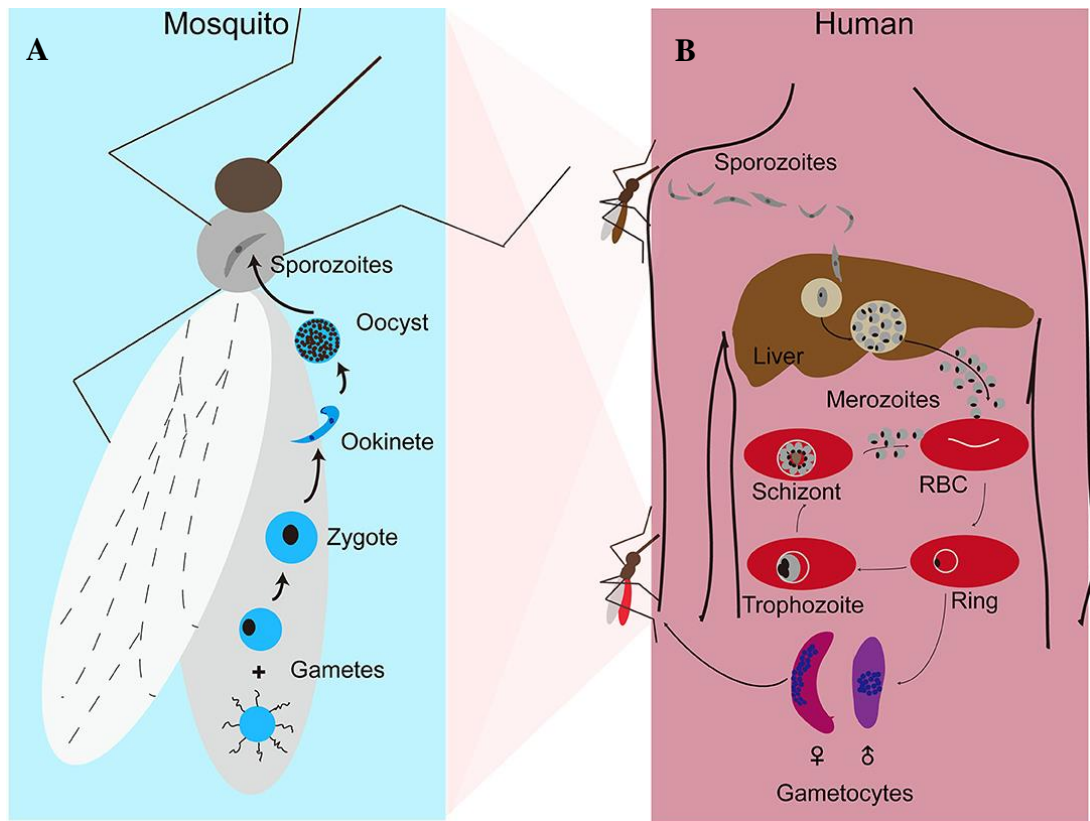 Mosquito
A
Sporozoites
Oocyst
Ookinete
Zygote
+ Gametes
Human
B
Sporozoites
Liver
Merozoites
Schizont
RBC
Trophozoite
Ring
♀ ♂
Gametocytes